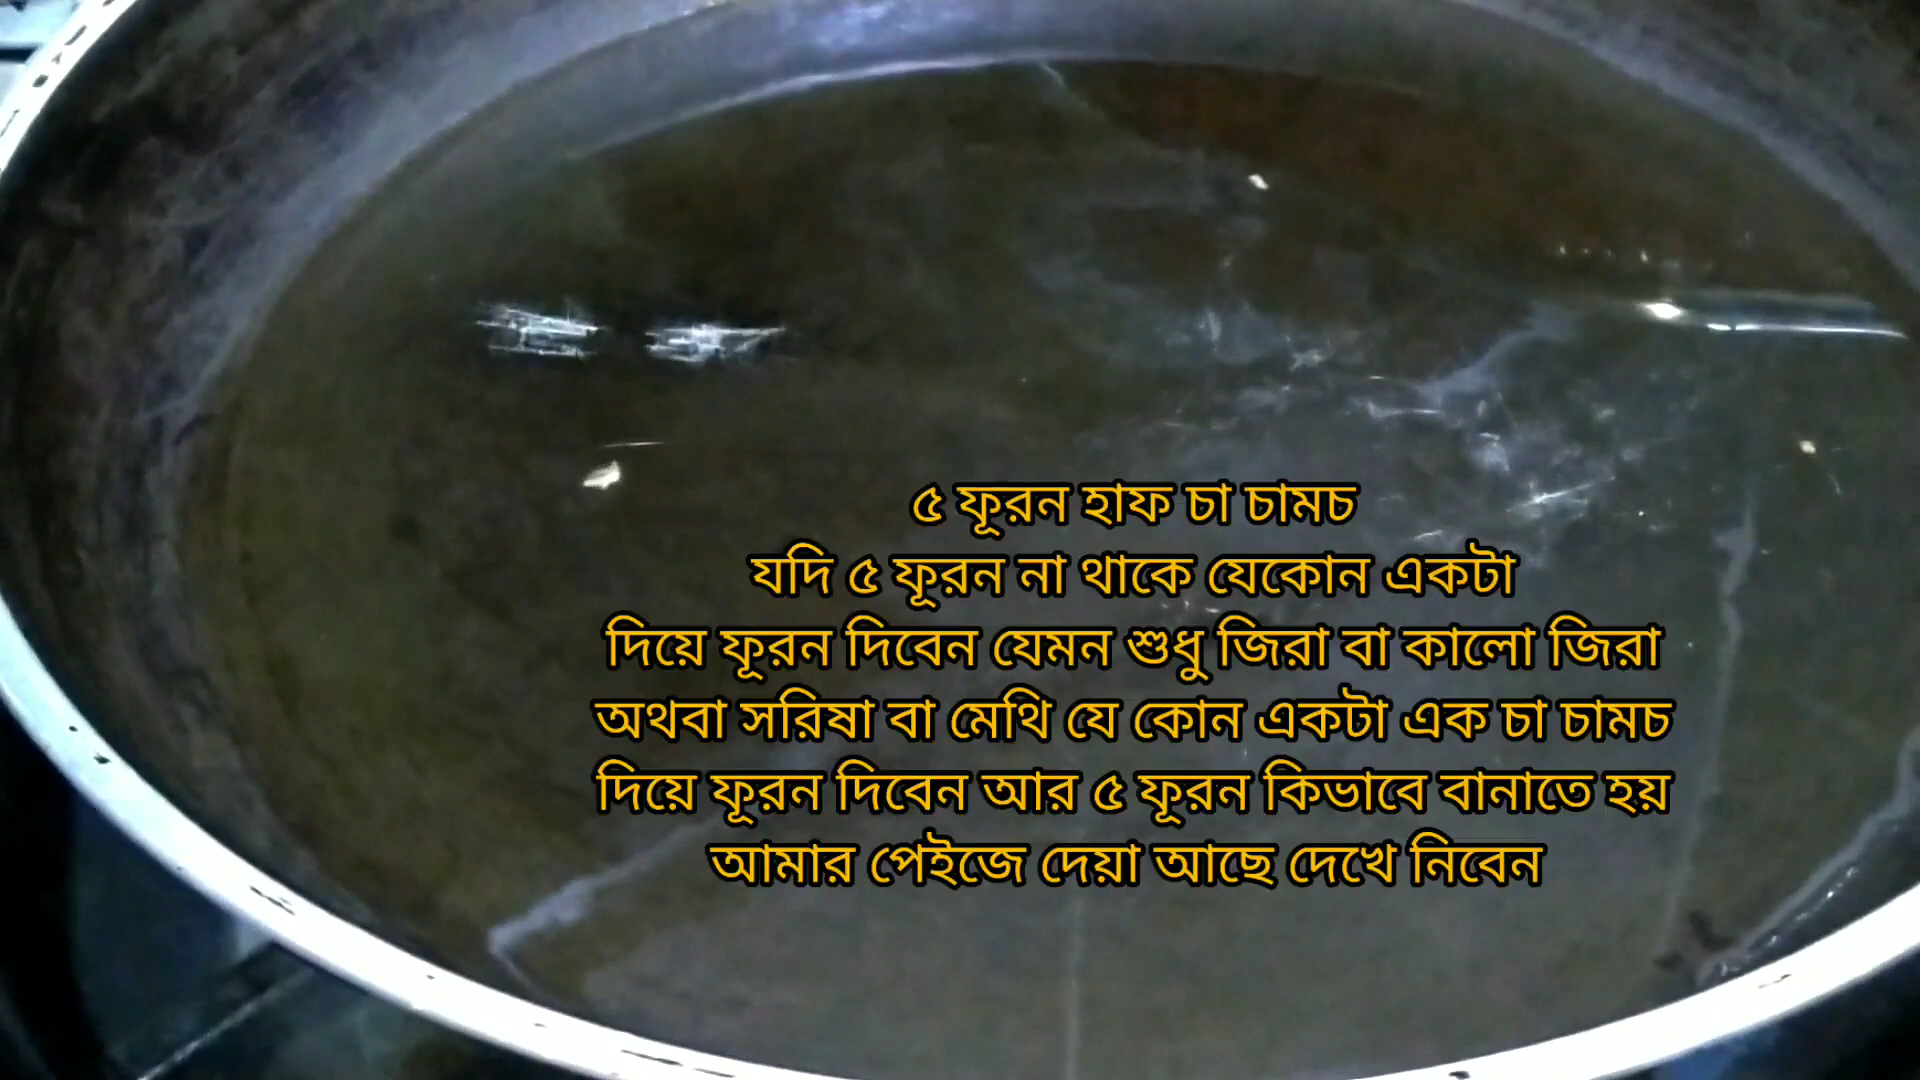 ৫ ফূরন হাফ চা চামচ
যদি ৫ ফূরন না থাকে যেকোন একটা
দিয়ে ফূরন দিবেন যেমন শুধু জিরা বা কালো জিরা
অথবা সরিষা বা মেথি যে কোন একটা এক চা চামচ
দিয়ে ফূরন দিবেন আর ৫ ফূরন কিভাবে বানাতে হয়
আমার পেইজে দেয়া আছে দেখে নিবেন